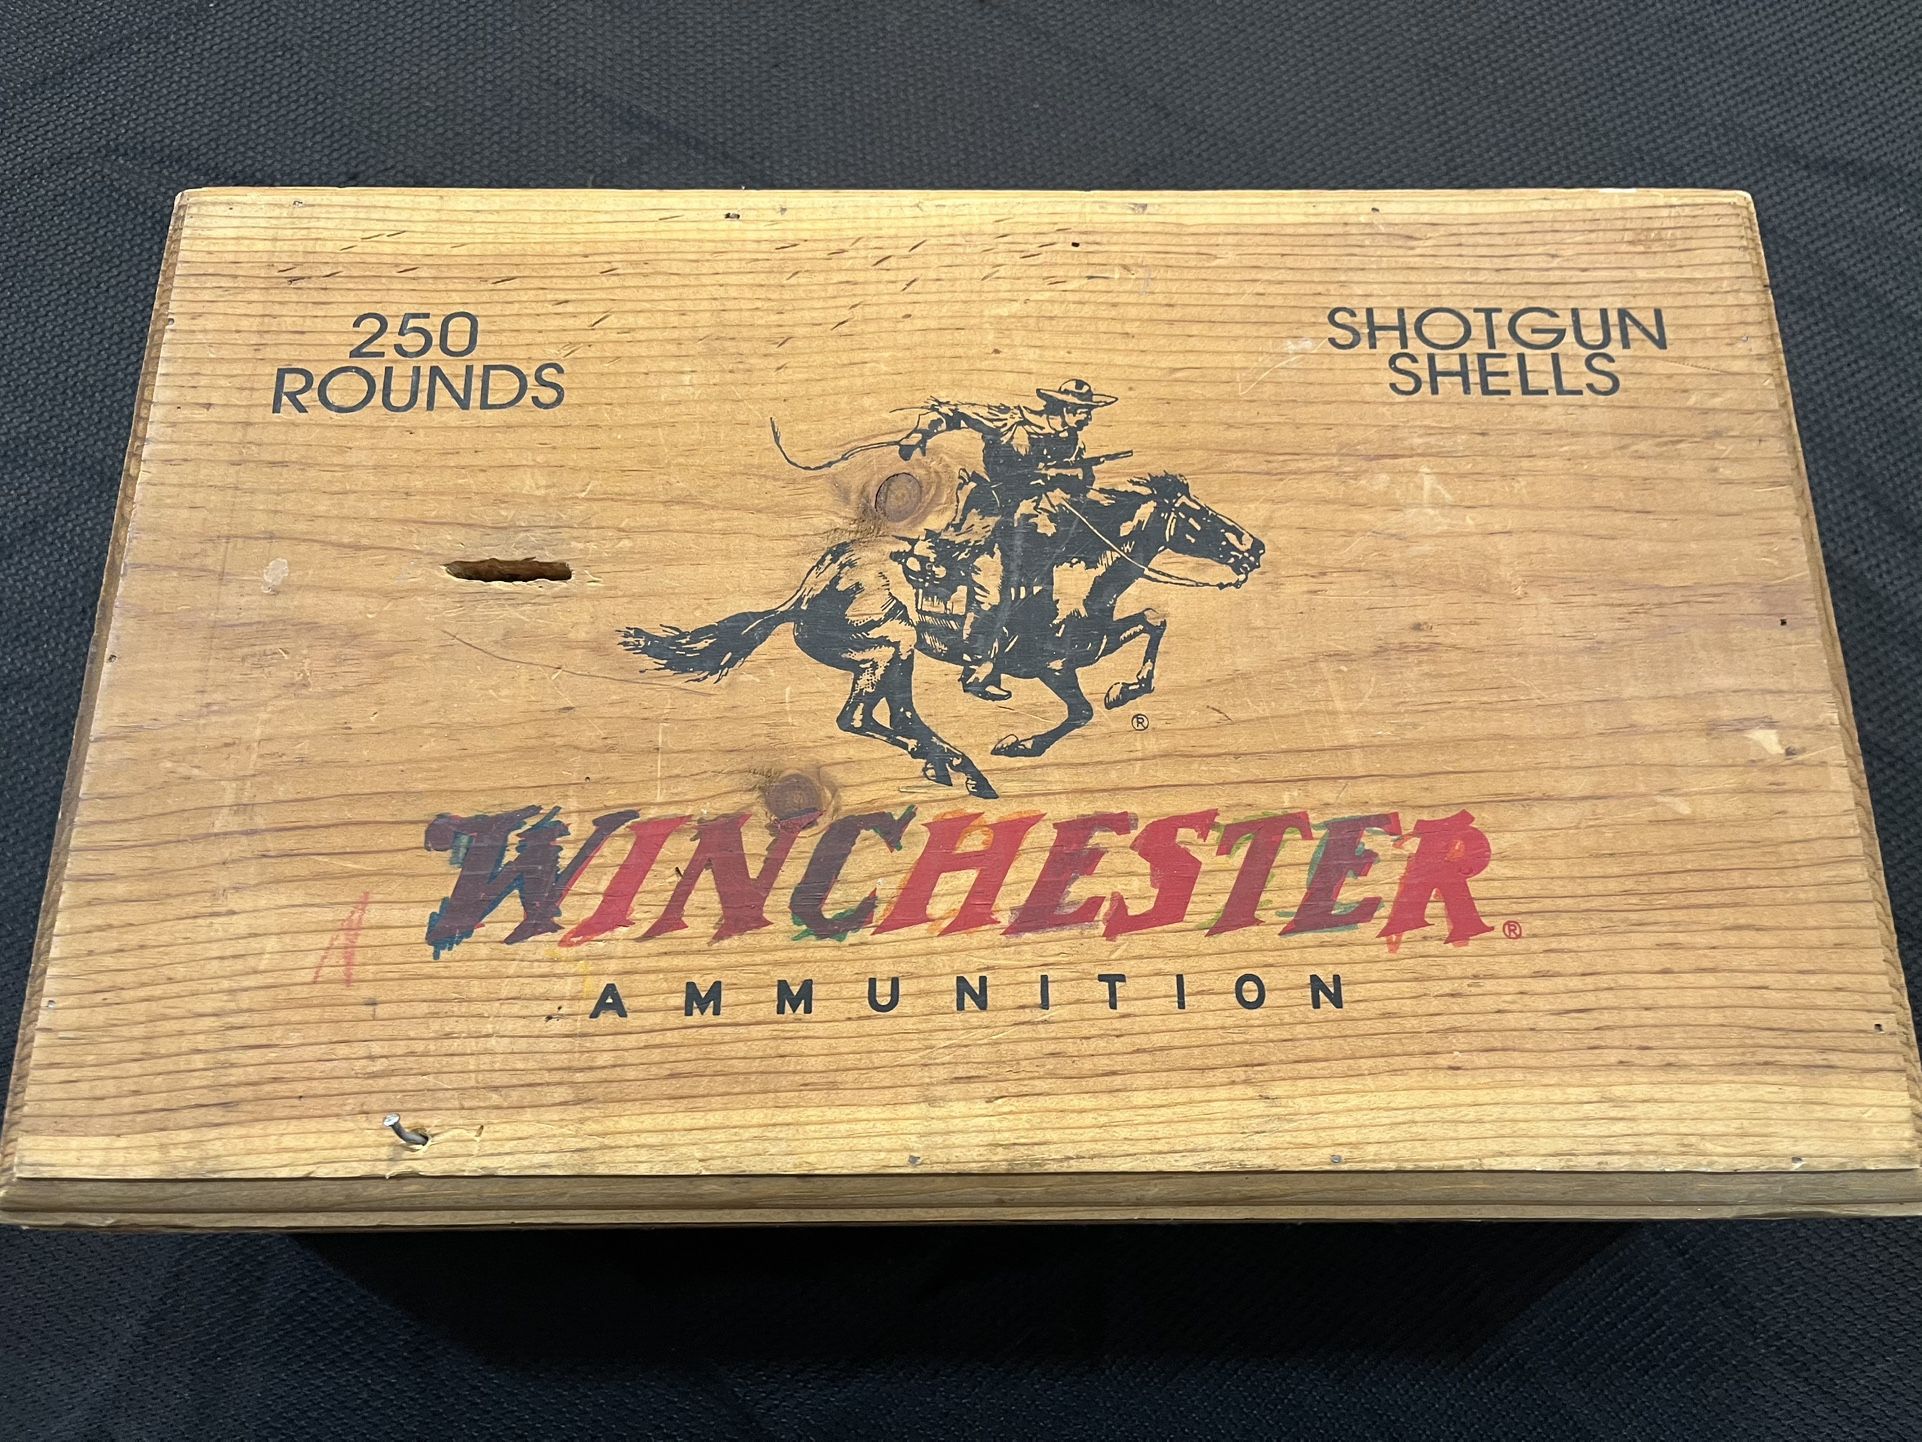 250
ROUNDS
SHOTGUN
SHELLS
®
WINCHESTER®
AMMUNITION